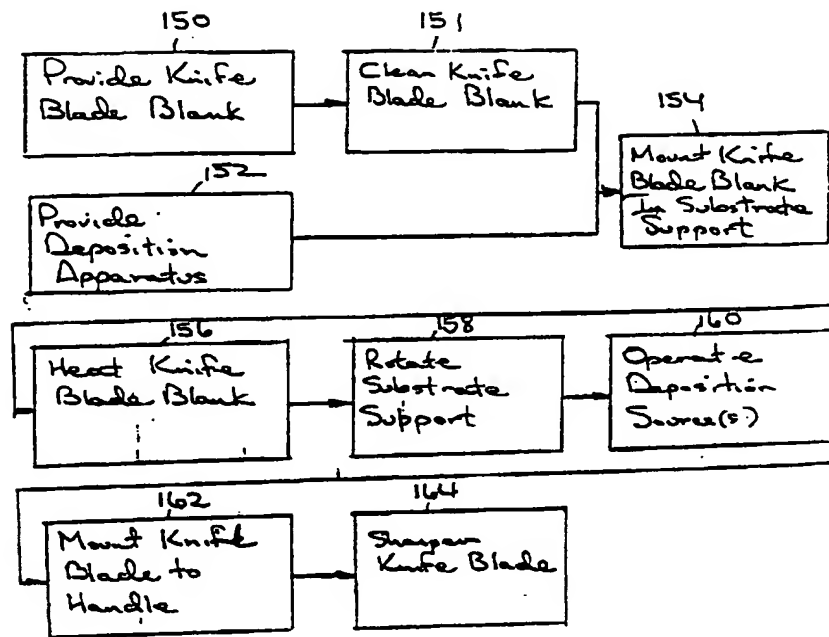 150
Provide Knife
Blade Blank
151
Clean Knife
Blade Blank
152
Provide
Deposition
Apparatus
154
Mount Knife
Blade Blank
In Substrate
Support
156
Heat Knife
Blade Blank
158
Rotate
Substrate
Support
160
Operate
Deposition
Source(s)
162
Mount Knife
Blade to
Handle
164
Sharpen
Knife Blade